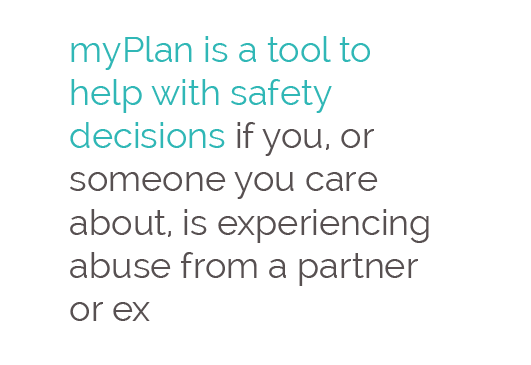 myPlan is a tool to
help with safety
decisions if you, or
someone you care
about, is experiencing
abuse from a partner
or ex